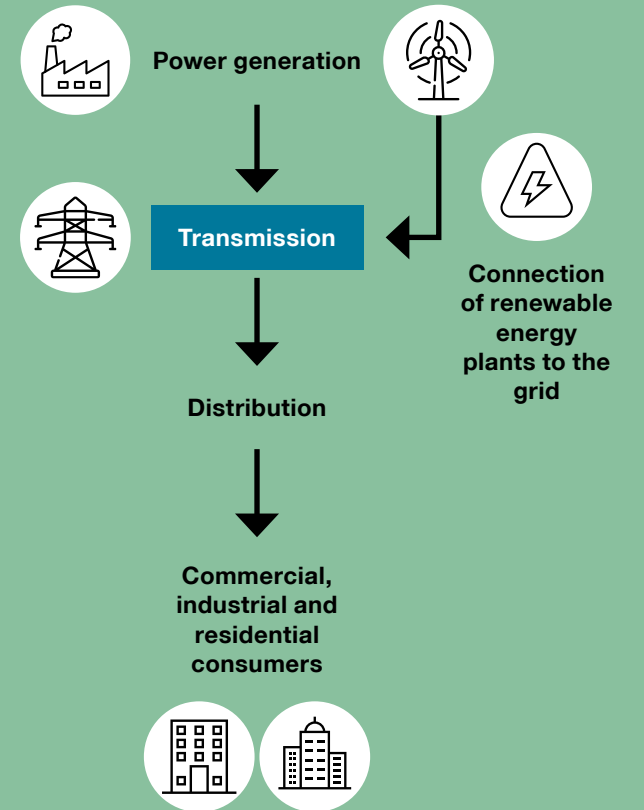 Power generation
Transmission
Connection
of renewable
energy
plants to the
grid
Distribution
Commercial,
industrial and
residential
consumers